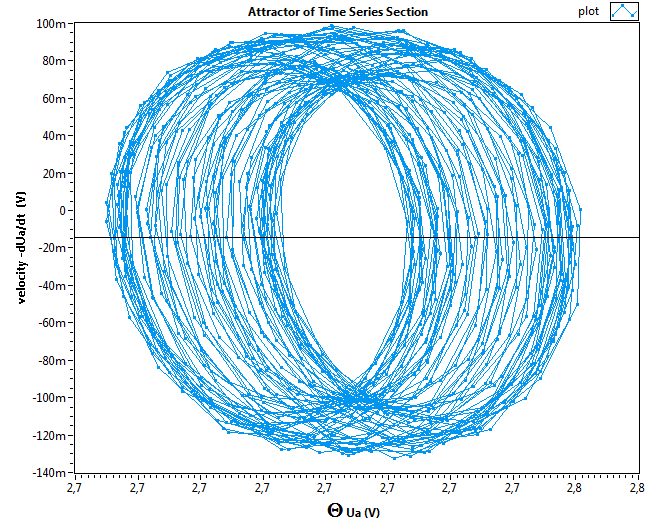 Attractor of Time Series Section
plot
100m
80m
60m
40m
20m
0
-20m
-40m
-60m
-80m
-100m
-120m
-140m
velocity -dUa/dt (V)
2,7 2,7 2,7 2,7 2,7 2,7 2,7 2,7 2,8 2,8
Θ Ua (V)